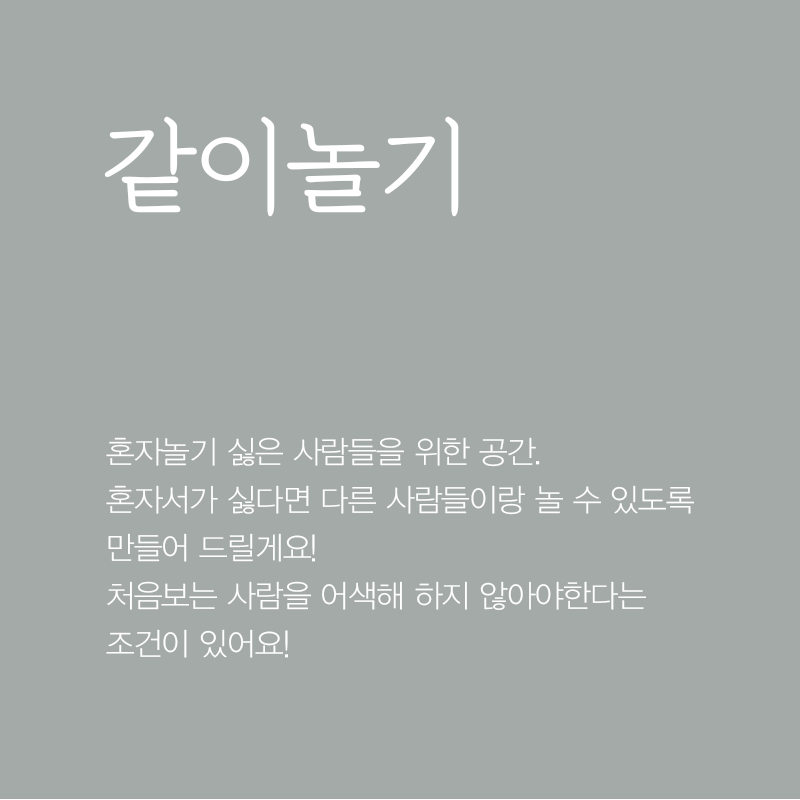 같이놀기
혼자놀기 싫은 사람들을 위한 공간.
혼자서가 싫다면 다른 사람들이랑 놀 수 있도록
만들어 드릴게요!
처음보는 사람을 어색해 하지 않아야한다는
조건이 있어요!